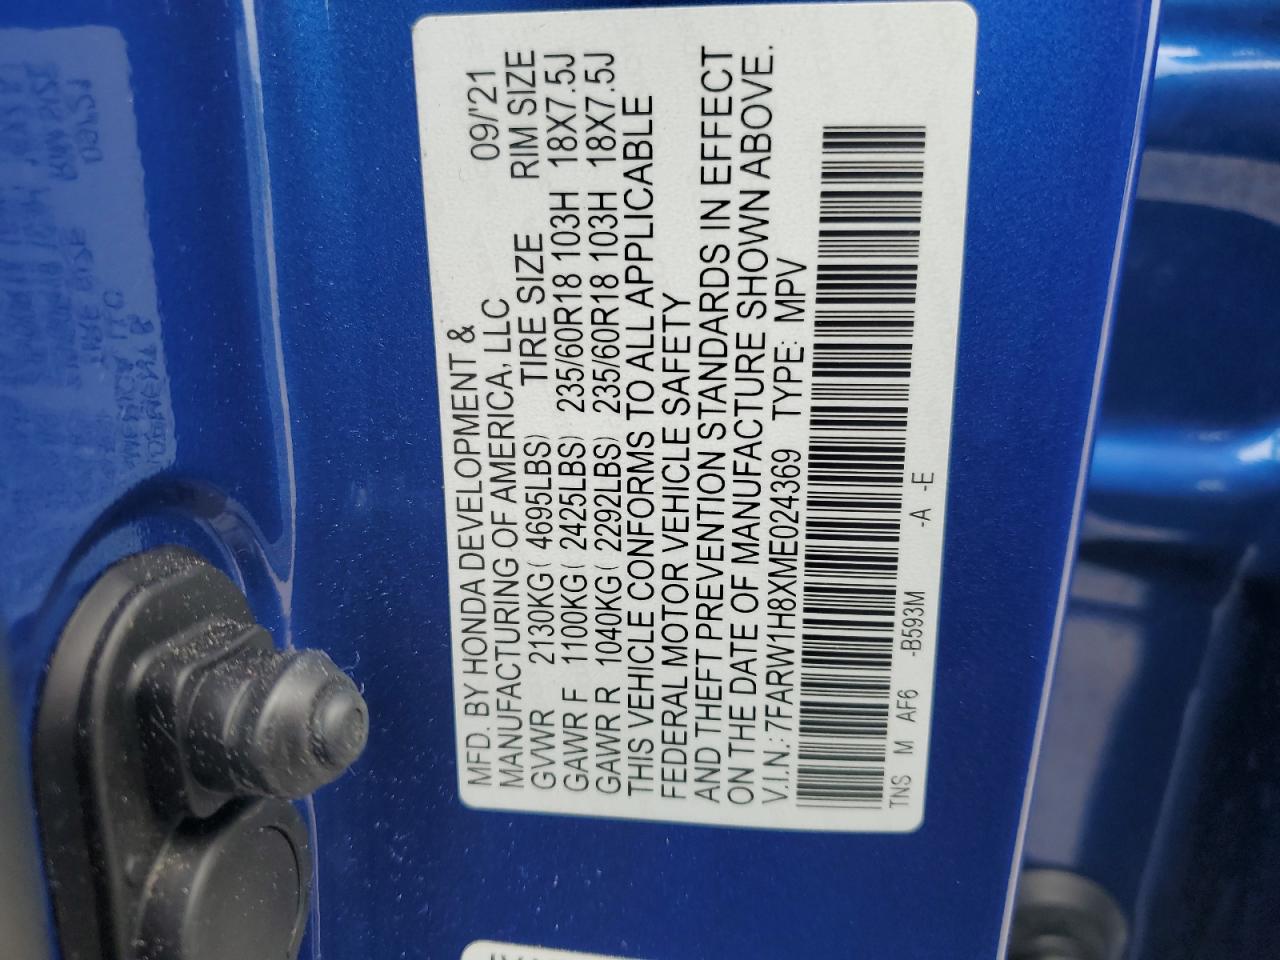 MFD. BY HONDA DEVELOPMENT &
MANUFACTURING OF AMERICA, LLC 09/'21
GVWR 2130KG( 4695LBS) TIRE SIZE RIM SIZE
GAWR F 1100KG( 2425LBS) 235/60R18 103H 18X7.5J
GAWR R 1040KG( 2292LBS) 235/60R18 103H 18X7.5J
THIS VEHICLE CONFORMS TO ALL APPLICABLE
FEDERAL MOTOR VEHICLE SAFETY
AND THEFT PREVENTION STANDARDS IN EFFECT
ON THE DATE OF MANUFACTURE SHOWN ABOVE.
V.I.N.: 7FARW1H8XME024369 TYPE: MPV
TNS M AF6 -B593M -A -E